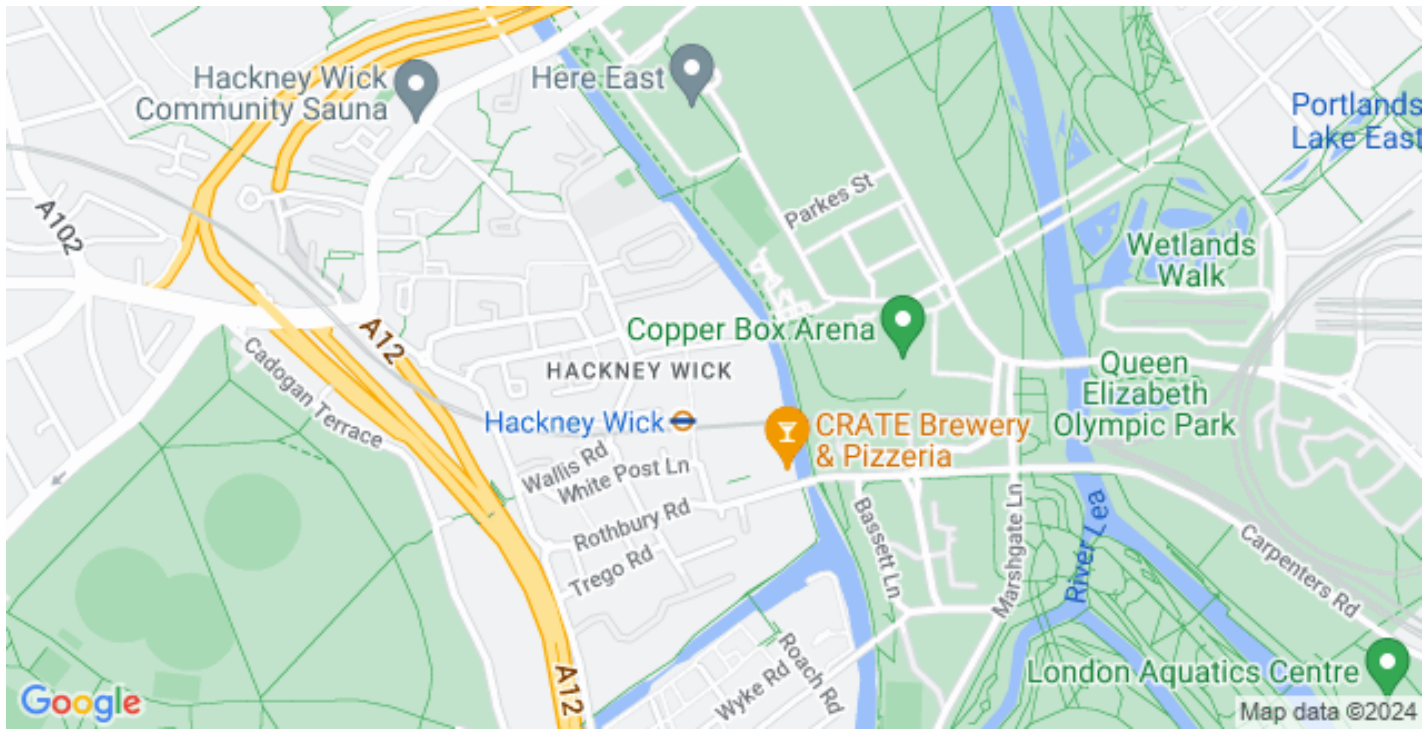 Hackney Wick
Community Sauna
Here East
Portlands
Lake East
A102
Parkes St
Wetlands
Walk
Copper Box Arena
A12
Cadogan Terrace
HACKNEY WICK
Queen
Elizabeth
Olympic Park
Hackney Wick
CRATE Brewery
& Pizzeria
Wallis Rd
White Post Ln
Rothbury Rd
Trego Rd
Bassett Ln
Marshgate Ln
River Lea
Carpenters Rd
Roach Rd
Wyke Rd
A12
London Aquatics Centre
Google
Map data ©2024